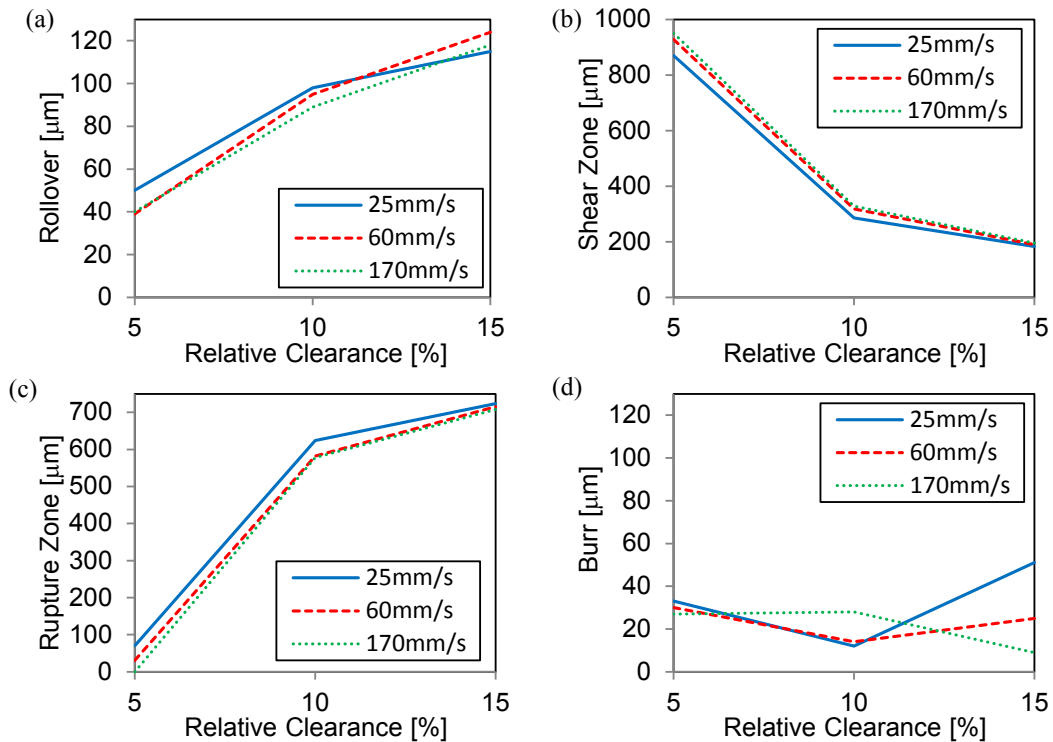 (a)
Rollover [μm]
120
100
80
60
40
20
0
5
10
15
Relative Clearance [%]
25mm/s
60mm/s
170mm/s
(b)
Shear Zone [μm]
1000
800
600
400
200
0
5
10
15
Relative Clearance [%]
25mm/s
60mm/s
170mm/s
(c)
Rupture Zone [μm]
700
600
500
400
300
200
100
0
5
10
15
Relative Clearance [%]
25mm/s
60mm/s
170mm/s
(d)
Burr [μm]
120
100
80
60
40
20
0
5
10
15
Relative Clearance [%]
25mm/s
60mm/s
170mm/s